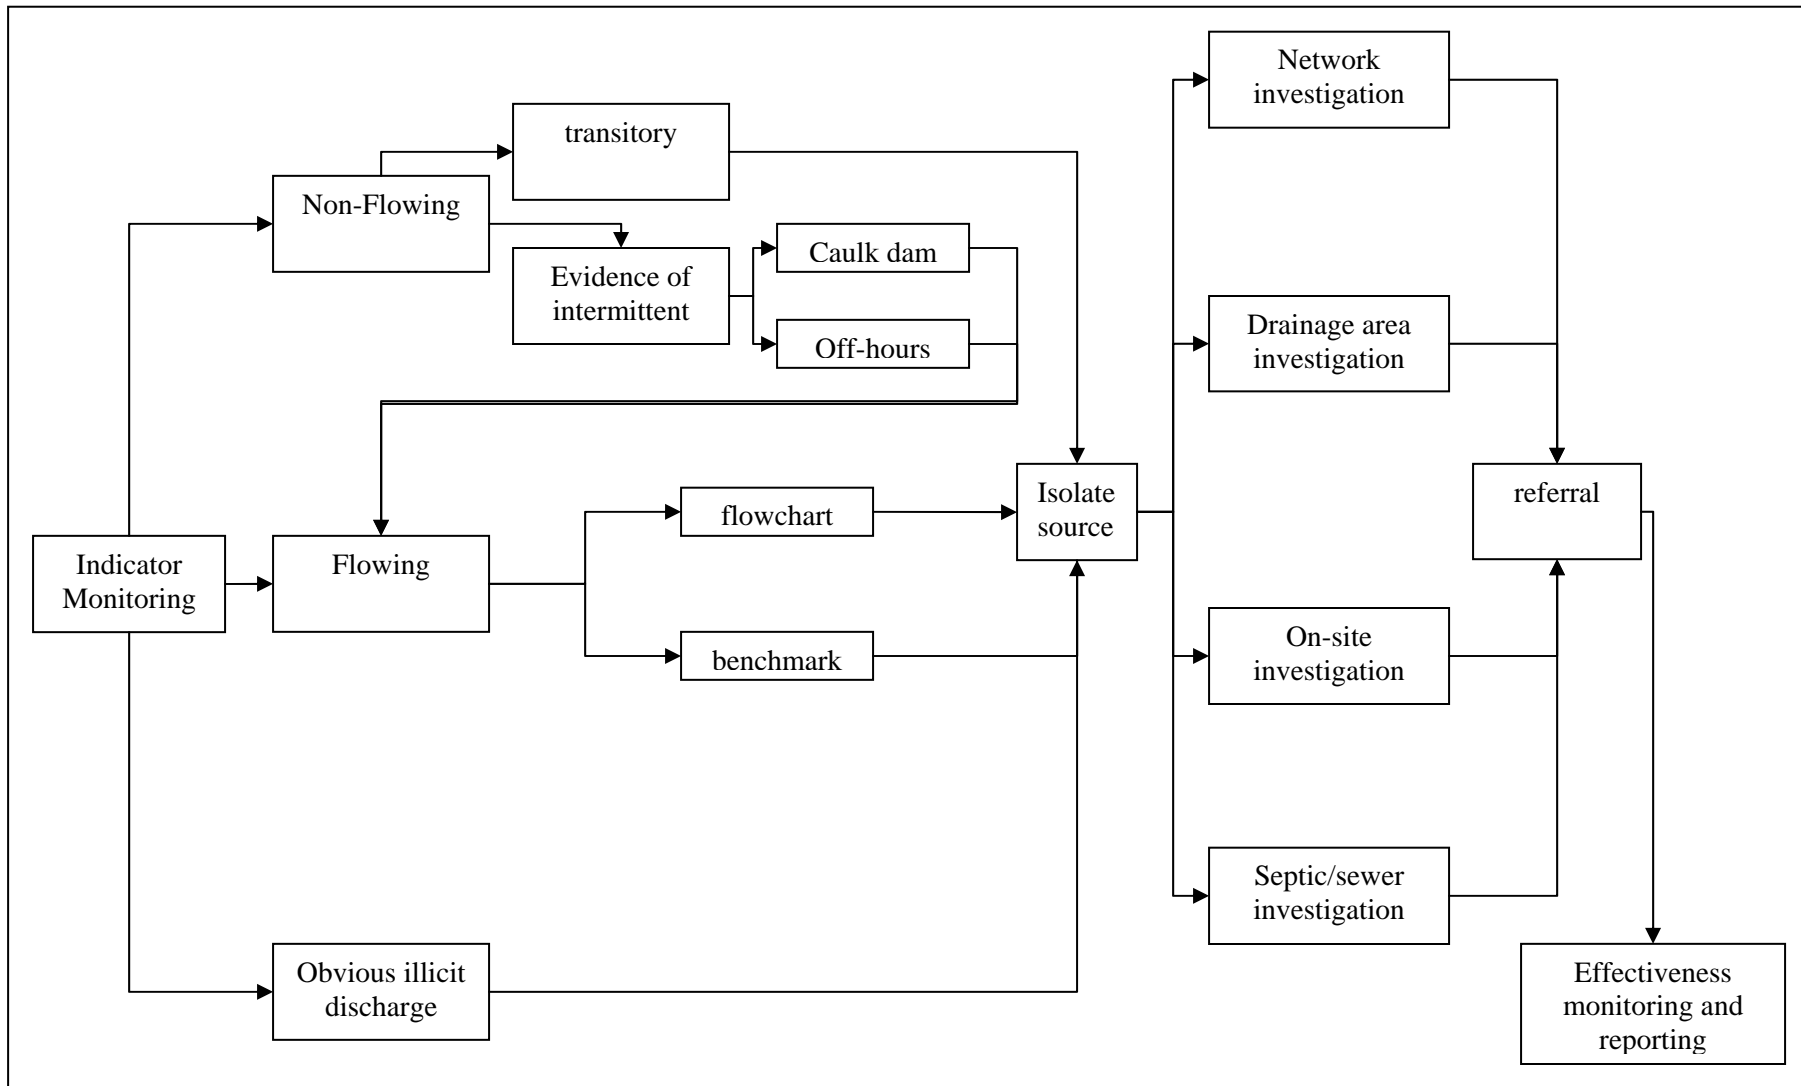 Network
investigation
transitory
Non-Flowing
Evidence of
intermittent
Caulk dam
Off-hours
Drainage area
investigation
Indicator
Monitoring
Flowing
flowchart
benchmark
Isolate
source
referral
On-site
investigation
Septic/sewer
investigation
Obvious illicit
discharge
Effectiveness
monitoring and
reporting